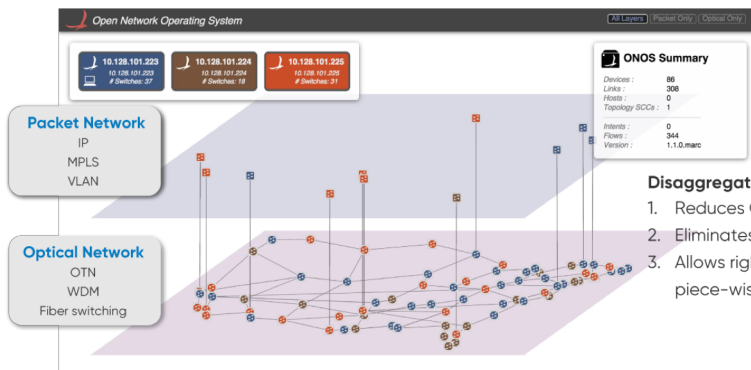 Open Network Operating System
All Layers Packet Only Optical Only
10.128.101.223
10.128.101.223
# Switches: 37
10.128.101.224
10.128.101.224
# Switches: 18
10.128.101.225
10.128.101.225
# Switches: 31
ONOS Summary
Devices : 86
Links : 308
Hosts : 0
Topology SCCs : 1
Intents : 0
Flows : 344
Version : 1.1.0.marc
Packet Network
IP
MPLS
VLAN
Optical Network
OTN
WDM
Fiber switching
Disaggregat
1. Reduces
2. Eliminates
3. Allows rig
piece-wis